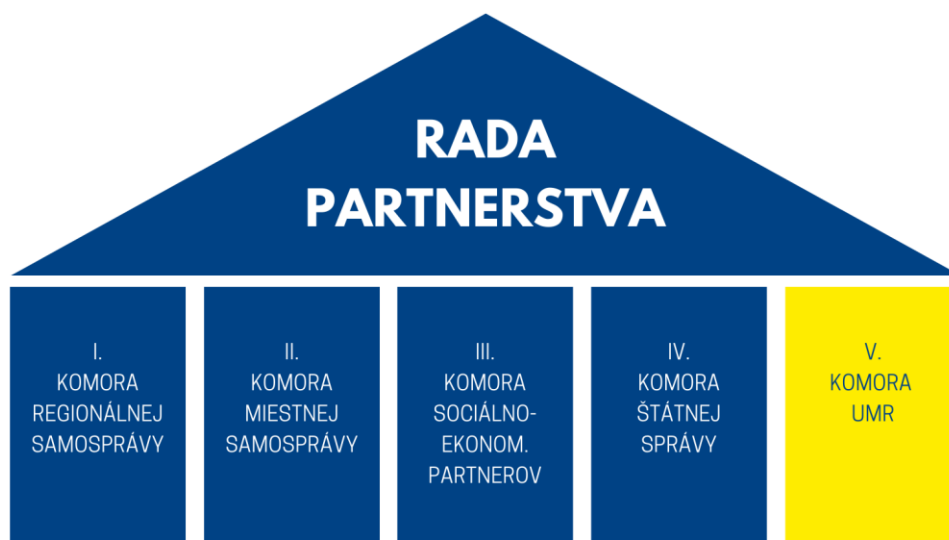 RADA
PARTNERSTVA
I.
KOMORA
REGIONÁLNEJ
SAMOSPRÁVY
II.
KOMORA
MIESTNEJ
SAMOSPRÁVY
III.
KOMORA
SOCIÁLNO-
EKONOM.
PARTNEROV
IV.
KOMORA
ŠTÁTNEJ
SPRÁVY
V.
KOMORA
UMR